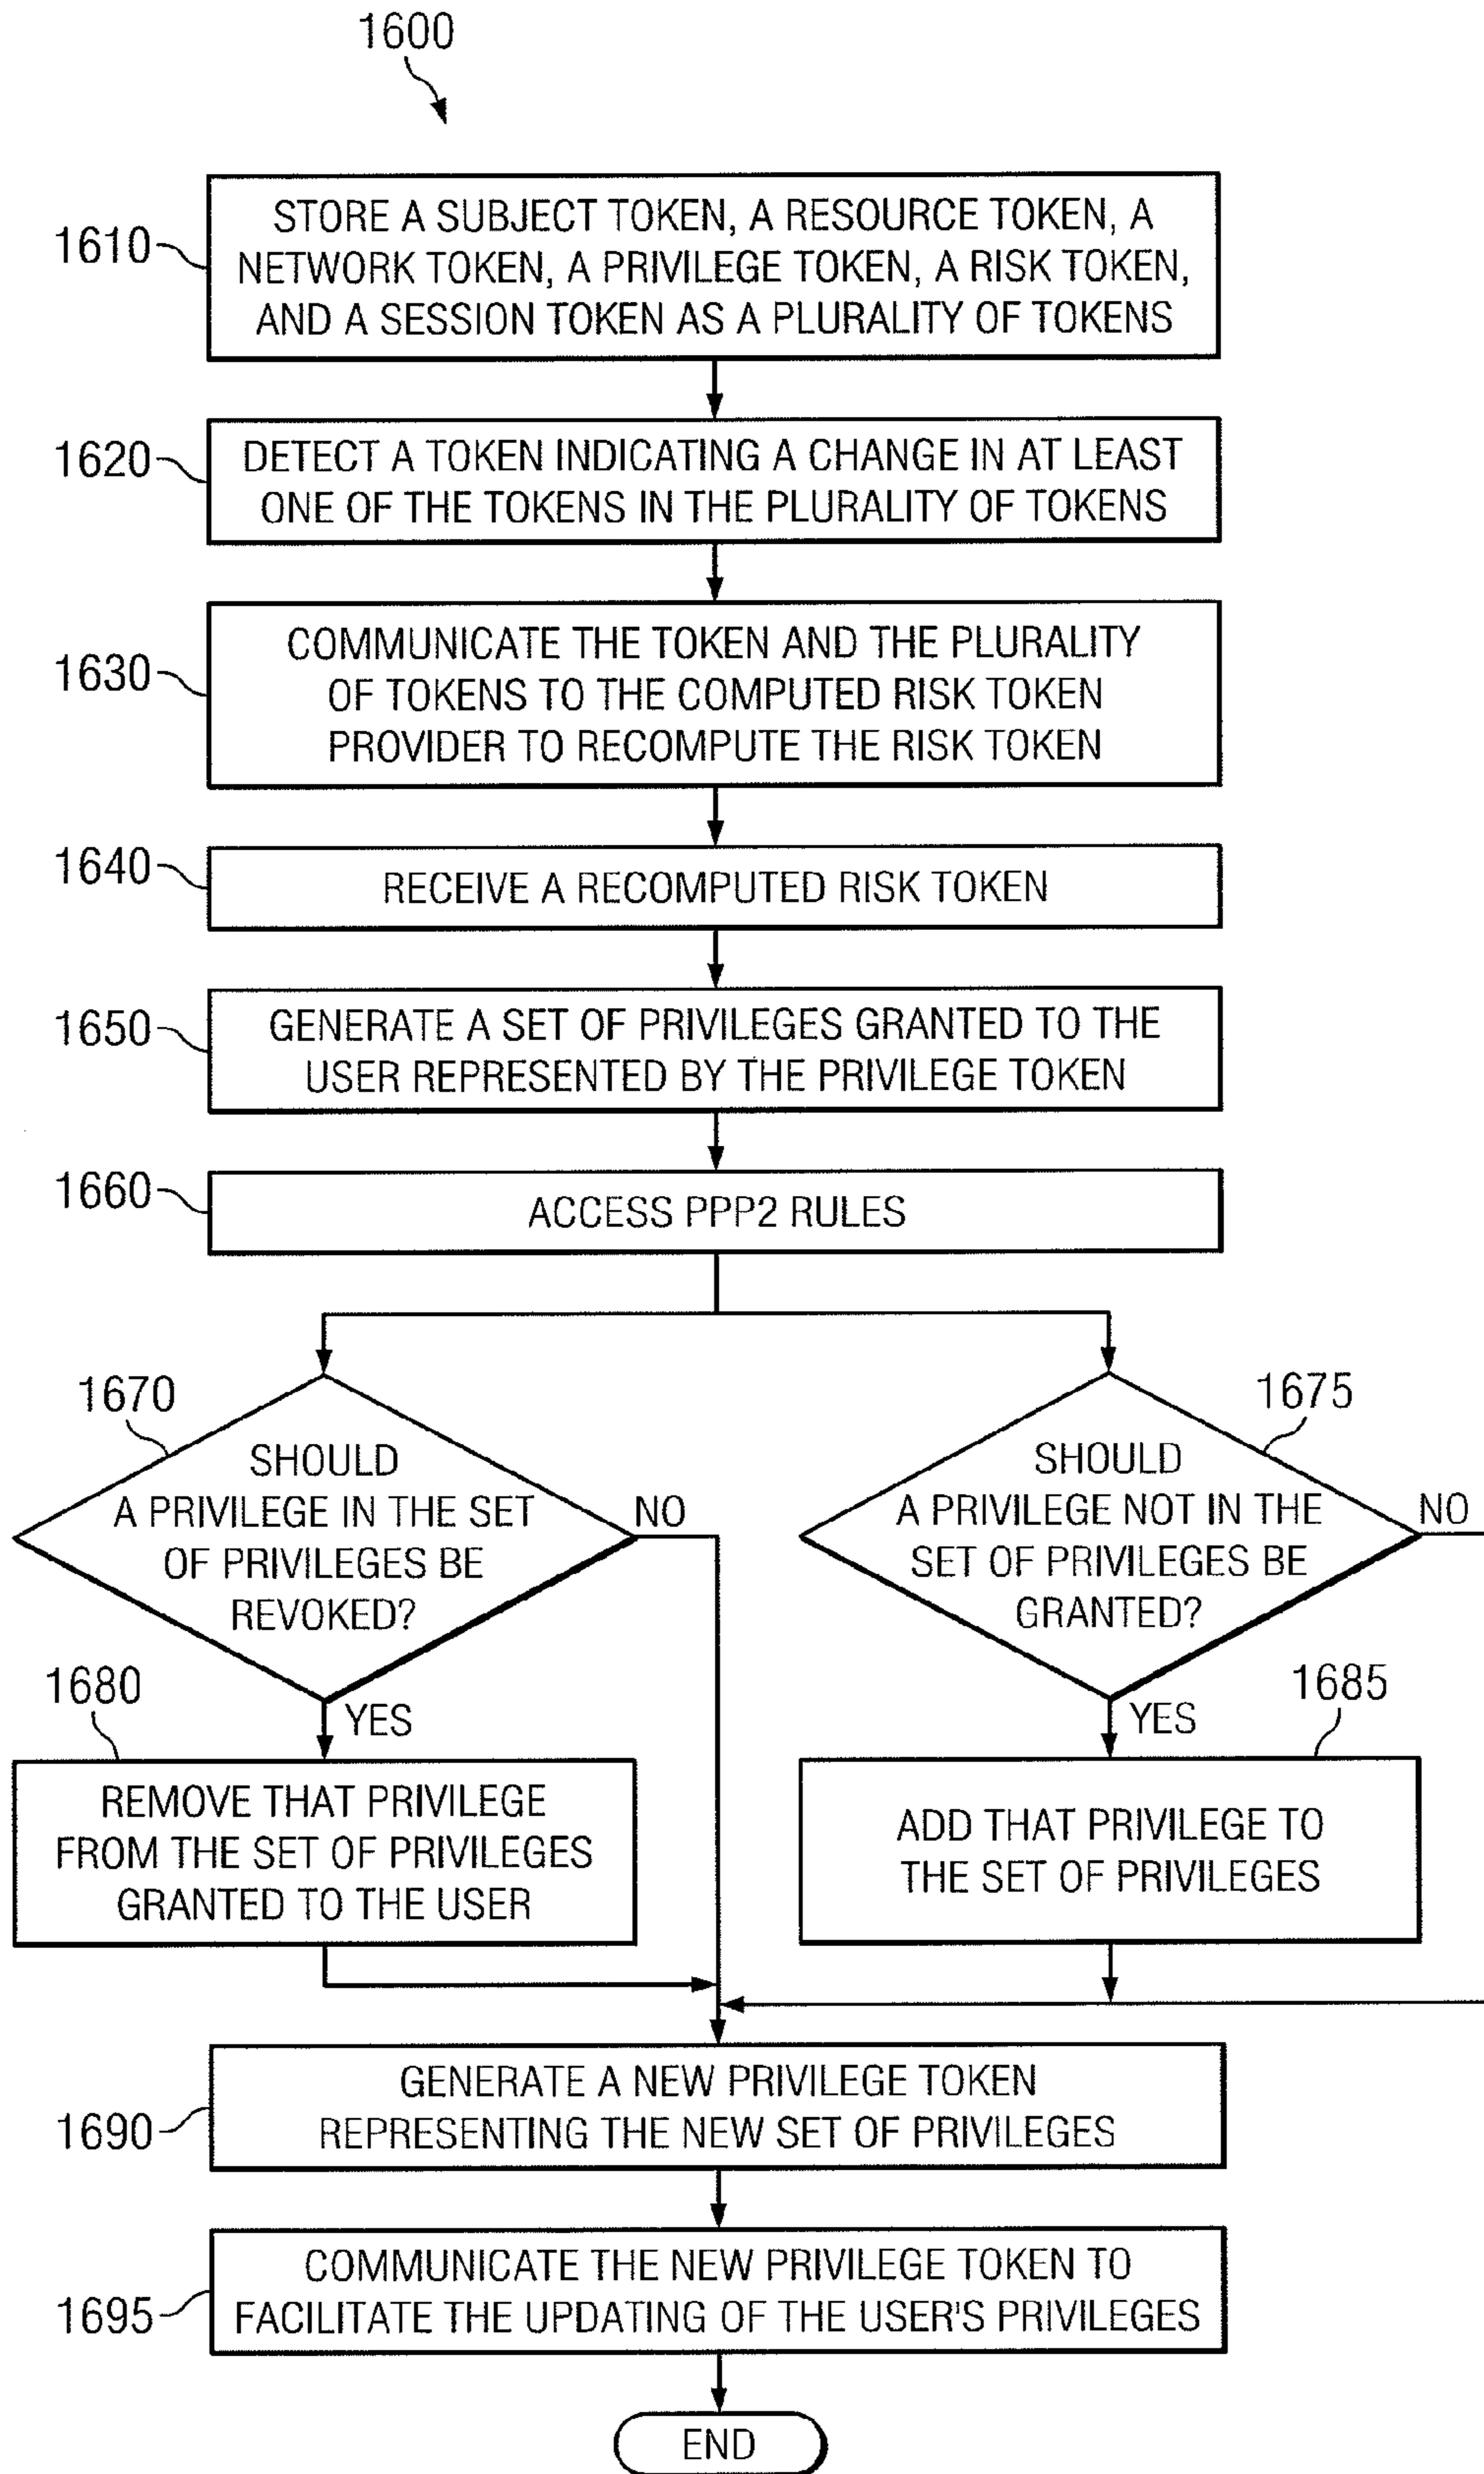 1600
1610
STORE A SUBJECT TOKEN, A RESOURCE TOKEN, A
NETWORK TOKEN, A PRIVILEGE TOKEN, A RISK TOKEN,
AND A SESSION TOKEN AS A PLURALITY OF TOKENS
1620
DETECT A TOKEN INDICATING A CHANGE IN AT LEAST
ONE OF THE TOKENS IN THE PLURALITY OF TOKENS
1630
COMMUNICATE THE TOKEN AND THE PLURALITY
OF TOKENS TO THE COMPUTED RISK TOKEN
PROVIDER TO RECOMPUTE THE RISK TOKEN
1640
RECEIVE A RECOMPUTED RISK TOKEN
1650
GENERATE A SET OF PRIVILEGES GRANTED TO THE
USER REPRESENTED BY THE PRIVILEGE TOKEN
1660
ACCESS PPP2 RULES
1670
SHOULD
A PRIVILEGE IN THE SET
OF PRIVILEGES BE
REVOKED?
NO
YES
1675
SHOULD
A PRIVILEGE NOT IN THE
SET OF PRIVILEGES BE
GRANTED?
NO
YES
1680
REMOVE THAT PRIVILEGE
FROM THE SET OF PRIVILEGES
GRANTED TO THE USER
1685
ADD THAT PRIVILEGE TO
THE SET OF PRIVILEGES
1690
GENERATE A NEW PRIVILEGE TOKEN
REPRESENTING THE NEW SET OF PRIVILEGES
1695
COMMUNICATE THE NEW PRIVILEGE TOKEN TO
FACILITATE THE UPDATING OF THE USER'S PRIVILEGES
END